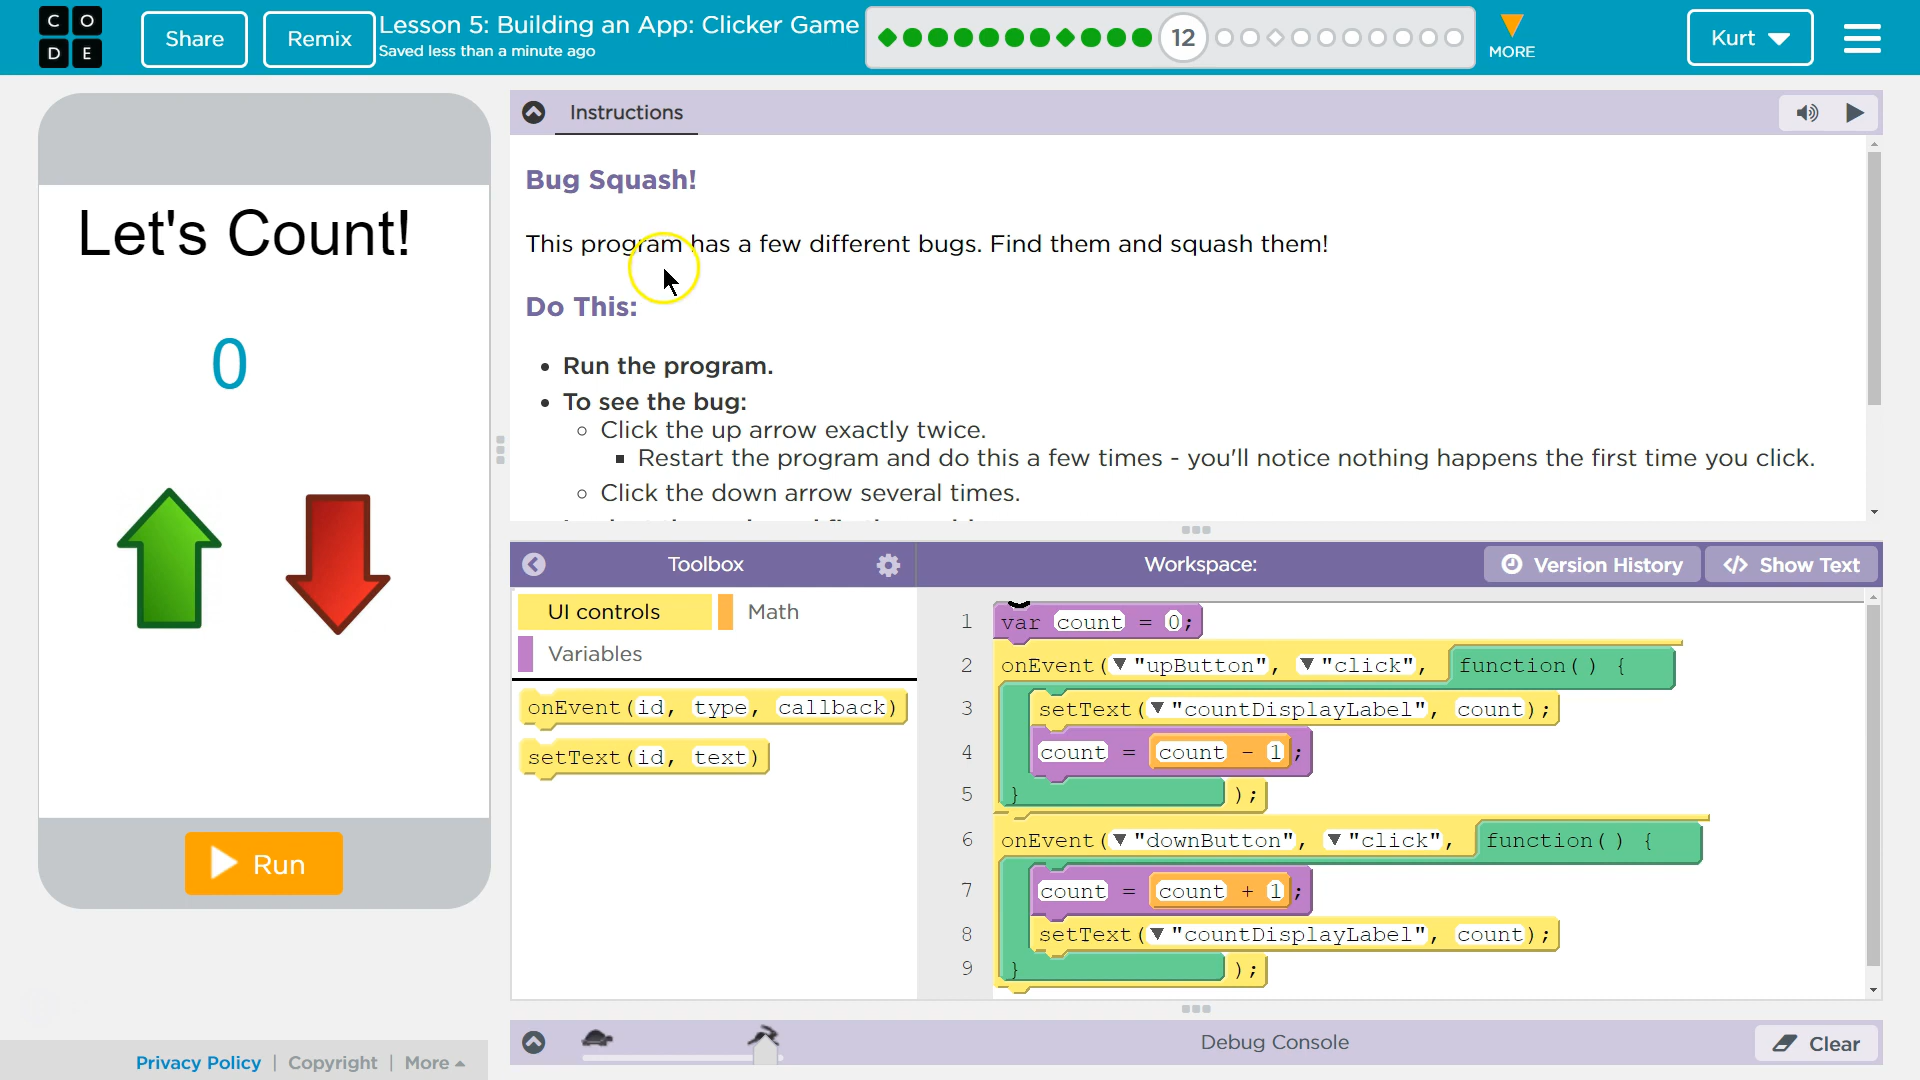 CODE
Share
Remix
Lesson 5: Building an App: Clicker Game
Saved less than a minute ago
12
MORE
Kurt
Let's Count!
0
Run
Instructions
Bug Squash!
This program has a few different bugs. Find them and squash them!
Do This:
Run the program.
To see the bug:
Click the up arrow exactly twice.
Restart the program and do this a few times - you'll notice nothing happens the first time you click.
Click the down arrow several times.
Toolbox
Workspace:
Version History
</> Show Text
UI controls
Math
Variables
onEvent(id, type, callback)
setText(id, text)
1 var count = 0;
2 onEvent(▼"upButton", ▼"click", function() {
3 setText(▼"countDisplayLabel", count);
4 count = count - 1;
5 } );
6 onEvent(▼"downButton", ▼"click", function() {
7 count = count + 1;
8 setText(▼"countDisplayLabel", count);
9 } );
Debug Console
Clear
Privacy Policy | Copyright | More